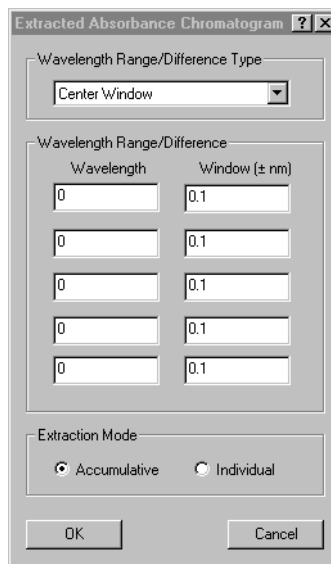 Extracted Absorbance Chromatogram ? ×
Wavelength Range/Difference Type
Center Window
Wavelength Range/Difference
Wavelength Window (± nm)
0 0.1
0 0.1
0 0.1
0 0.1
0 0.1
Extraction Mode
Accumulative Individual
OK Cancel